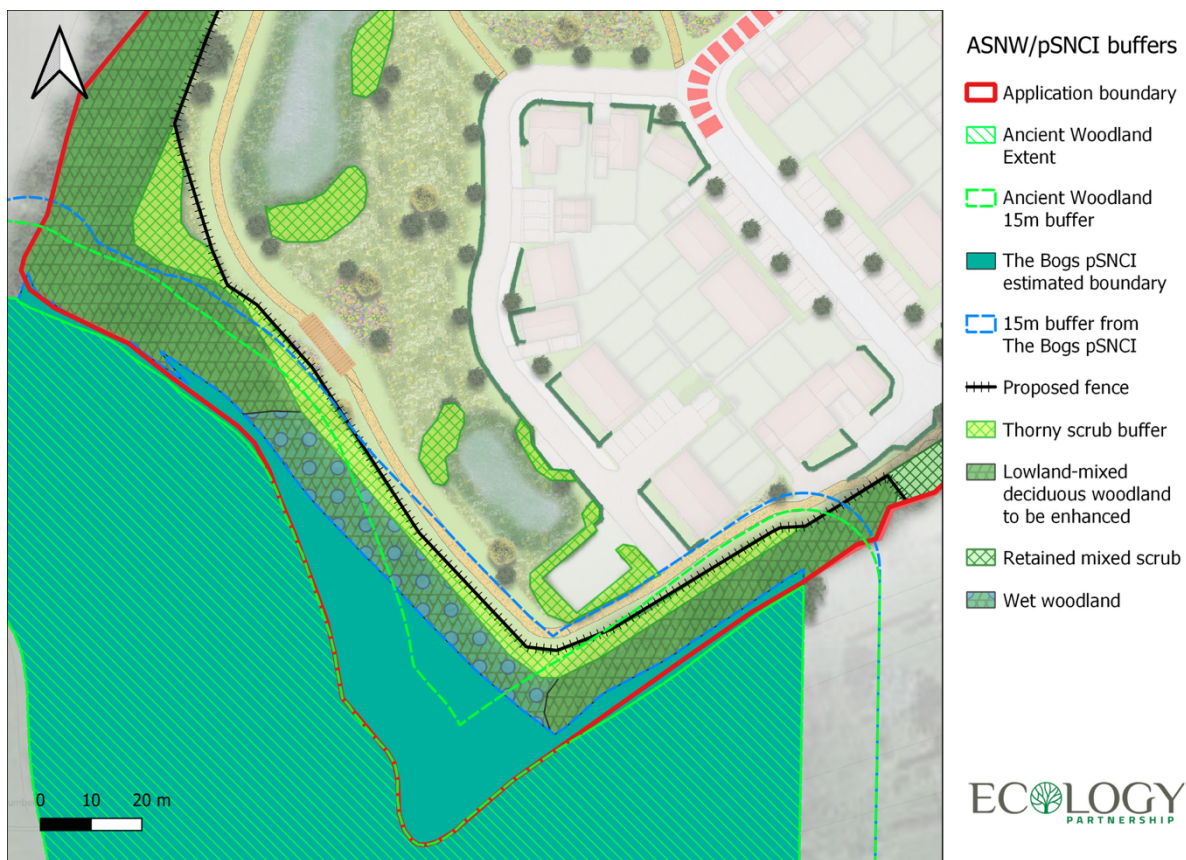 ASNW/pSNCI buffers
Application boundary
Ancient Woodland
Extent
Ancient Woodland
15m buffer
The Bogs pSNCI
estimated boundary
15m buffer from
The Bogs pSNCI
Proposed fence
Thorny scrub buffer
Lowland-mixed
deciduous woodland
to be enhanced
Retained mixed scrub
Wet woodland
0 10 20 m
ECOLOGY
PARTNERSHIP